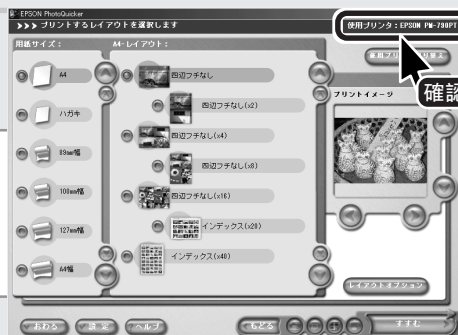 EPSON PhotoQuicker
>>> プリントするレイアウトを選択します
使用プリンタ：EPSON PM-790PT
用紙サイズ：
A4-レイアウト：
確認
A4
四辺フチなし
プリントイメージ
四辺フチなし(x2)
ハガキ
四辺フチなし(x4)
89mm幅
四辺フチなし(x8)
100mm幅
四辺フチなし(x16)
127mm幅
インデックス(x20)
インデックス(x40)
A4幅
レイアウトオプション
おわる
設定
ヘルプ
もどる
すすむ